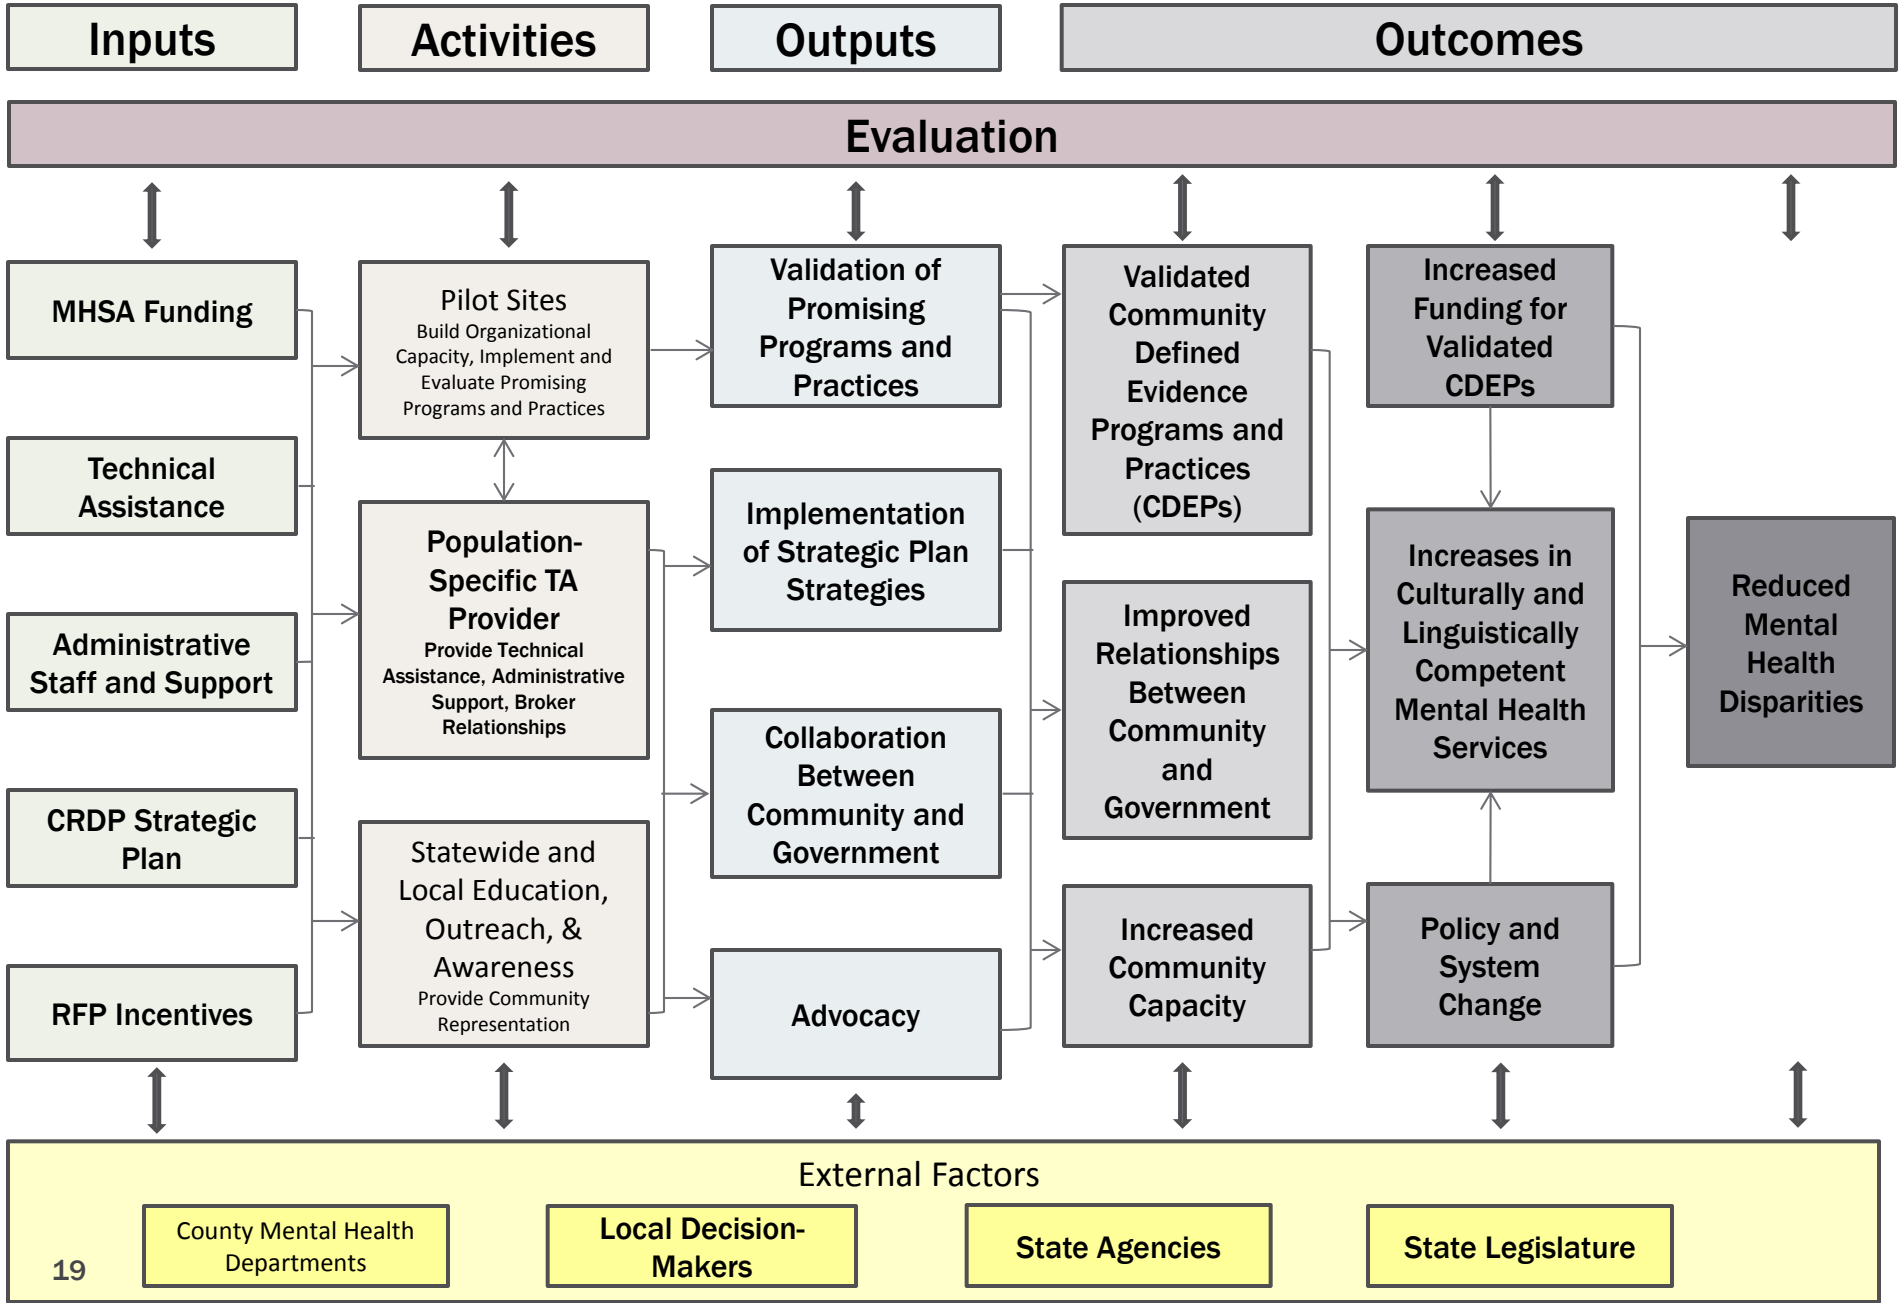 Inputs
Activities
Outputs
Outcomes
Evaluation
MHSA Funding
Technical
Assistance
Administrative
Staff and Support
CRDP Strategic
Plan
RFP Incentives
Pilot Sites
Build Organizational
Capacity, Implement and
Evaluate Promising
Programs and Practices
Population-
Specific TA
Provider
Provide Technical
Assistance, Administrative
Support, Broker
Relationships
Statewide and
Local Education,
Outreach, &
Awareness
Provide Community
Representation
Validation of
Promising
Programs and
Practices
Implementation
of Strategic Plan
Strategies
Collaboration
Between
Community and
Government
Advocacy
Validated
Community
Defined
Evidence
Programs and
Practices
(CDEPs)
Improved
Relationships
Between
Community
and
Government
Increased
Community
Capacity
Increased
Funding for
Validated
CDEPs
Increases in
Culturally and
Linguistically
Competent
Mental Health
Services
Policy and
System
Change
Reduced
Mental
Health
Disparities
External Factors
County Mental Health
Departments
Local Decision-
Makers
State Agencies
State Legislature
19